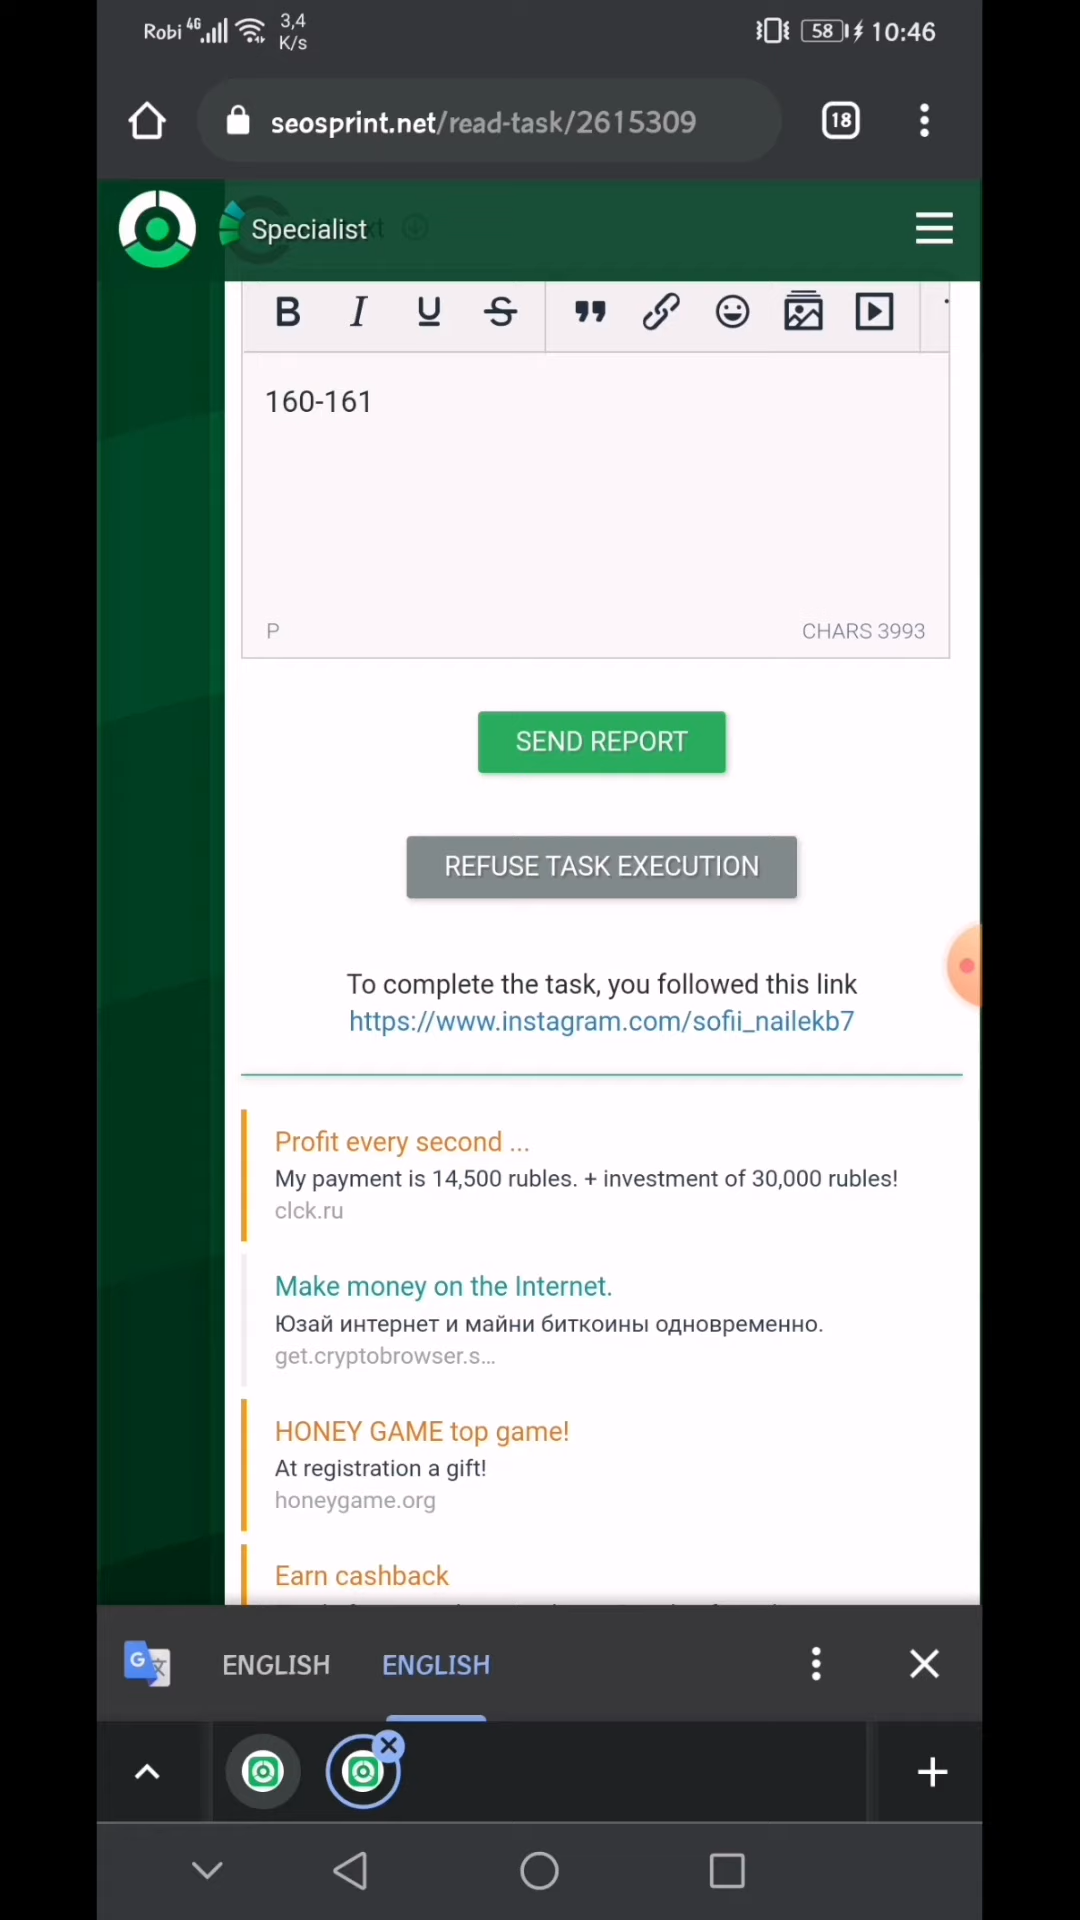 Robi 4G 3,4 K/s 58 10:46
seosprint.net/read-task/2615309 18
Specialist
B I U S
160-161
P CHARS 3993
SEND REPORT
REFUSE TASK EXECUTION
To complete the task, you followed this link
https://www.instagram.com/sofii_nailekb7
Profit every second ...
My payment is 14,500 rubles. + investment of 30,000 rubles!
clck.ru
Make money on the Internet.
Юзай интернет и майни биткоины одновременно.
get.cryptobrowser.s...
HONEY GAME top game!
At registration a gift!
honeygame.org
Earn cashback
ENGLISH ENGLISH